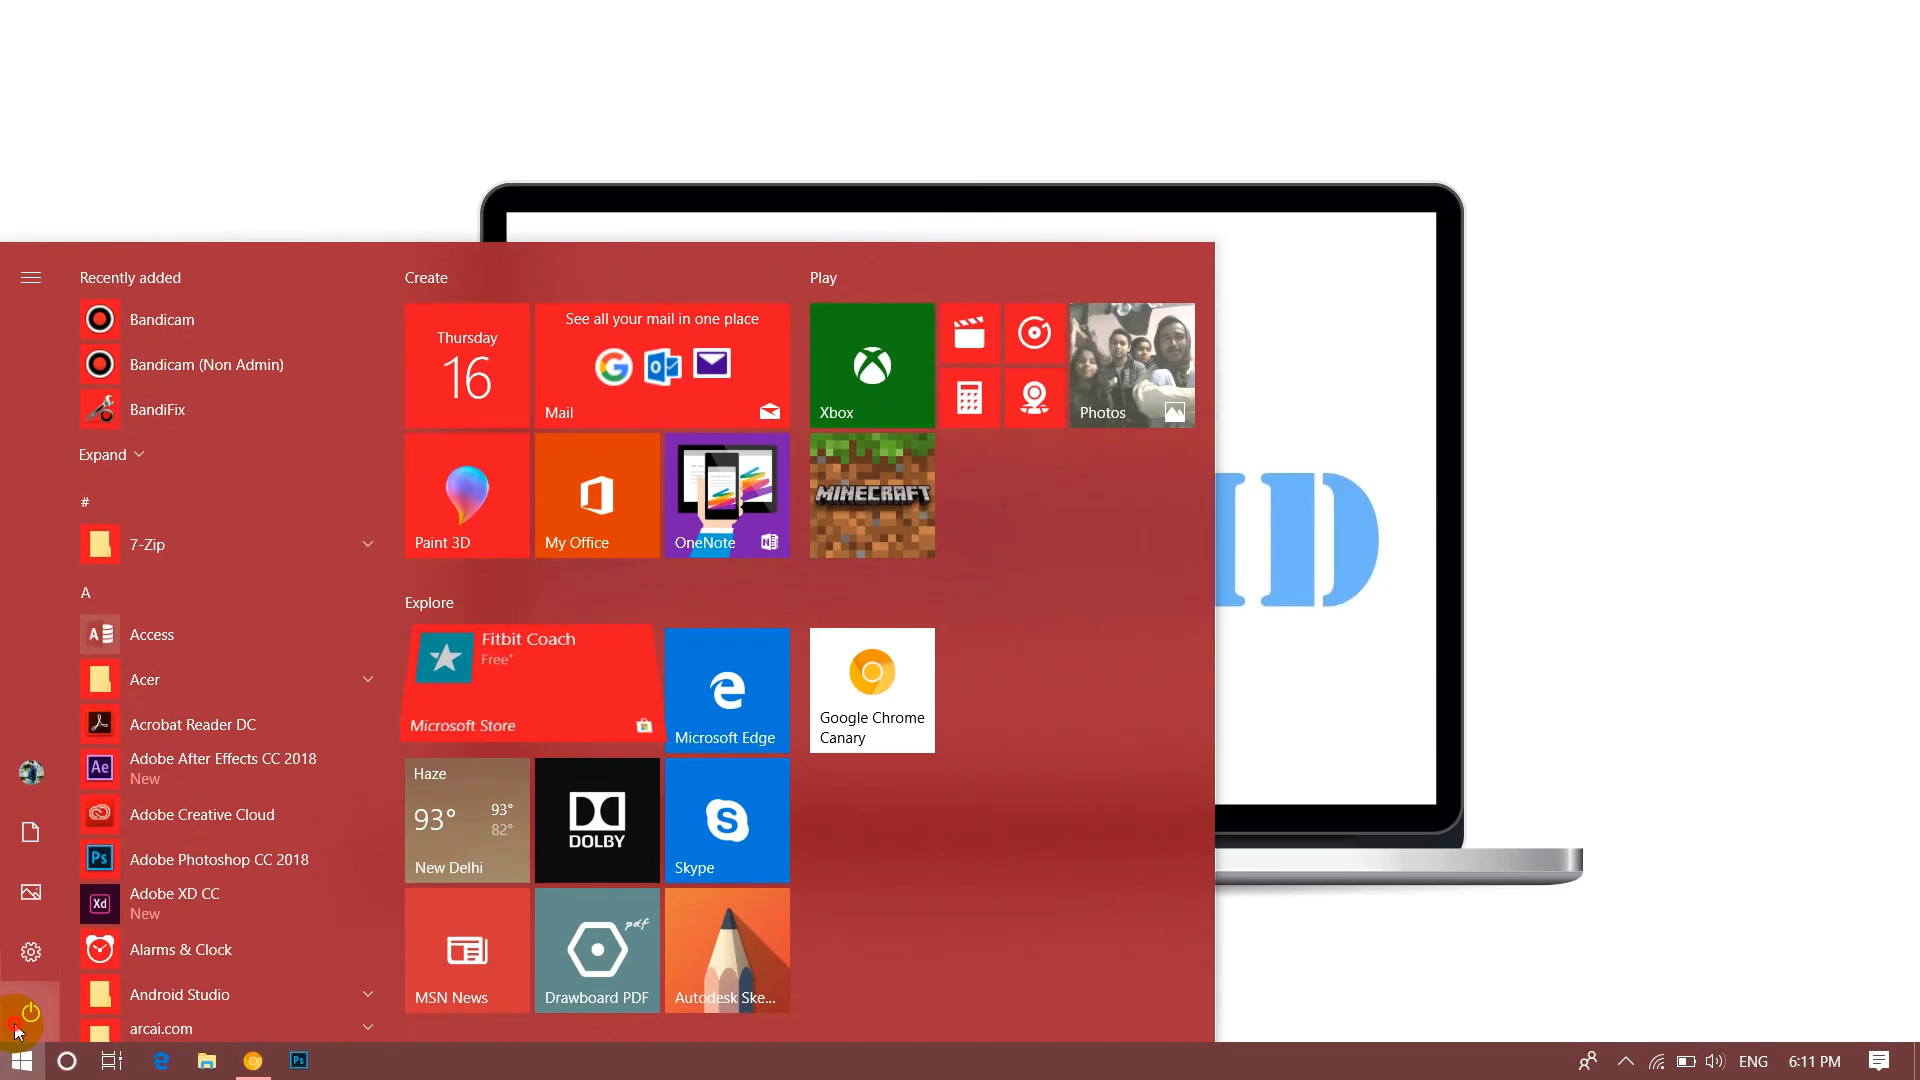 Recently added
Bandicam
Bandicam (Non Admin)
BandiFix
Expand
#
7-Zip
A
Access
Acer
Acrobat Reader DC
Adobe After Effects CC 2018
New
Adobe Creative Cloud
Adobe Photoshop CC 2018
Adobe XD CC
New
Alarms & Clock
Android Studio
arcai.com
Create
Thursday
16
See all your mail in one place
Mail
Paint 3D
My Office
OneNote
Play
Xbox
Photos
MINECRAFT
Explore
Fitbit Coach
Free*
Microsoft Store
Microsoft Edge
Google Chrome
Canary
Haze
93°
93°
82°
New Delhi
DOLBY
Skype
MSN News
pdf
Drawboard PDF
Autodesk Ske...
ID
ENG
6:11 PM